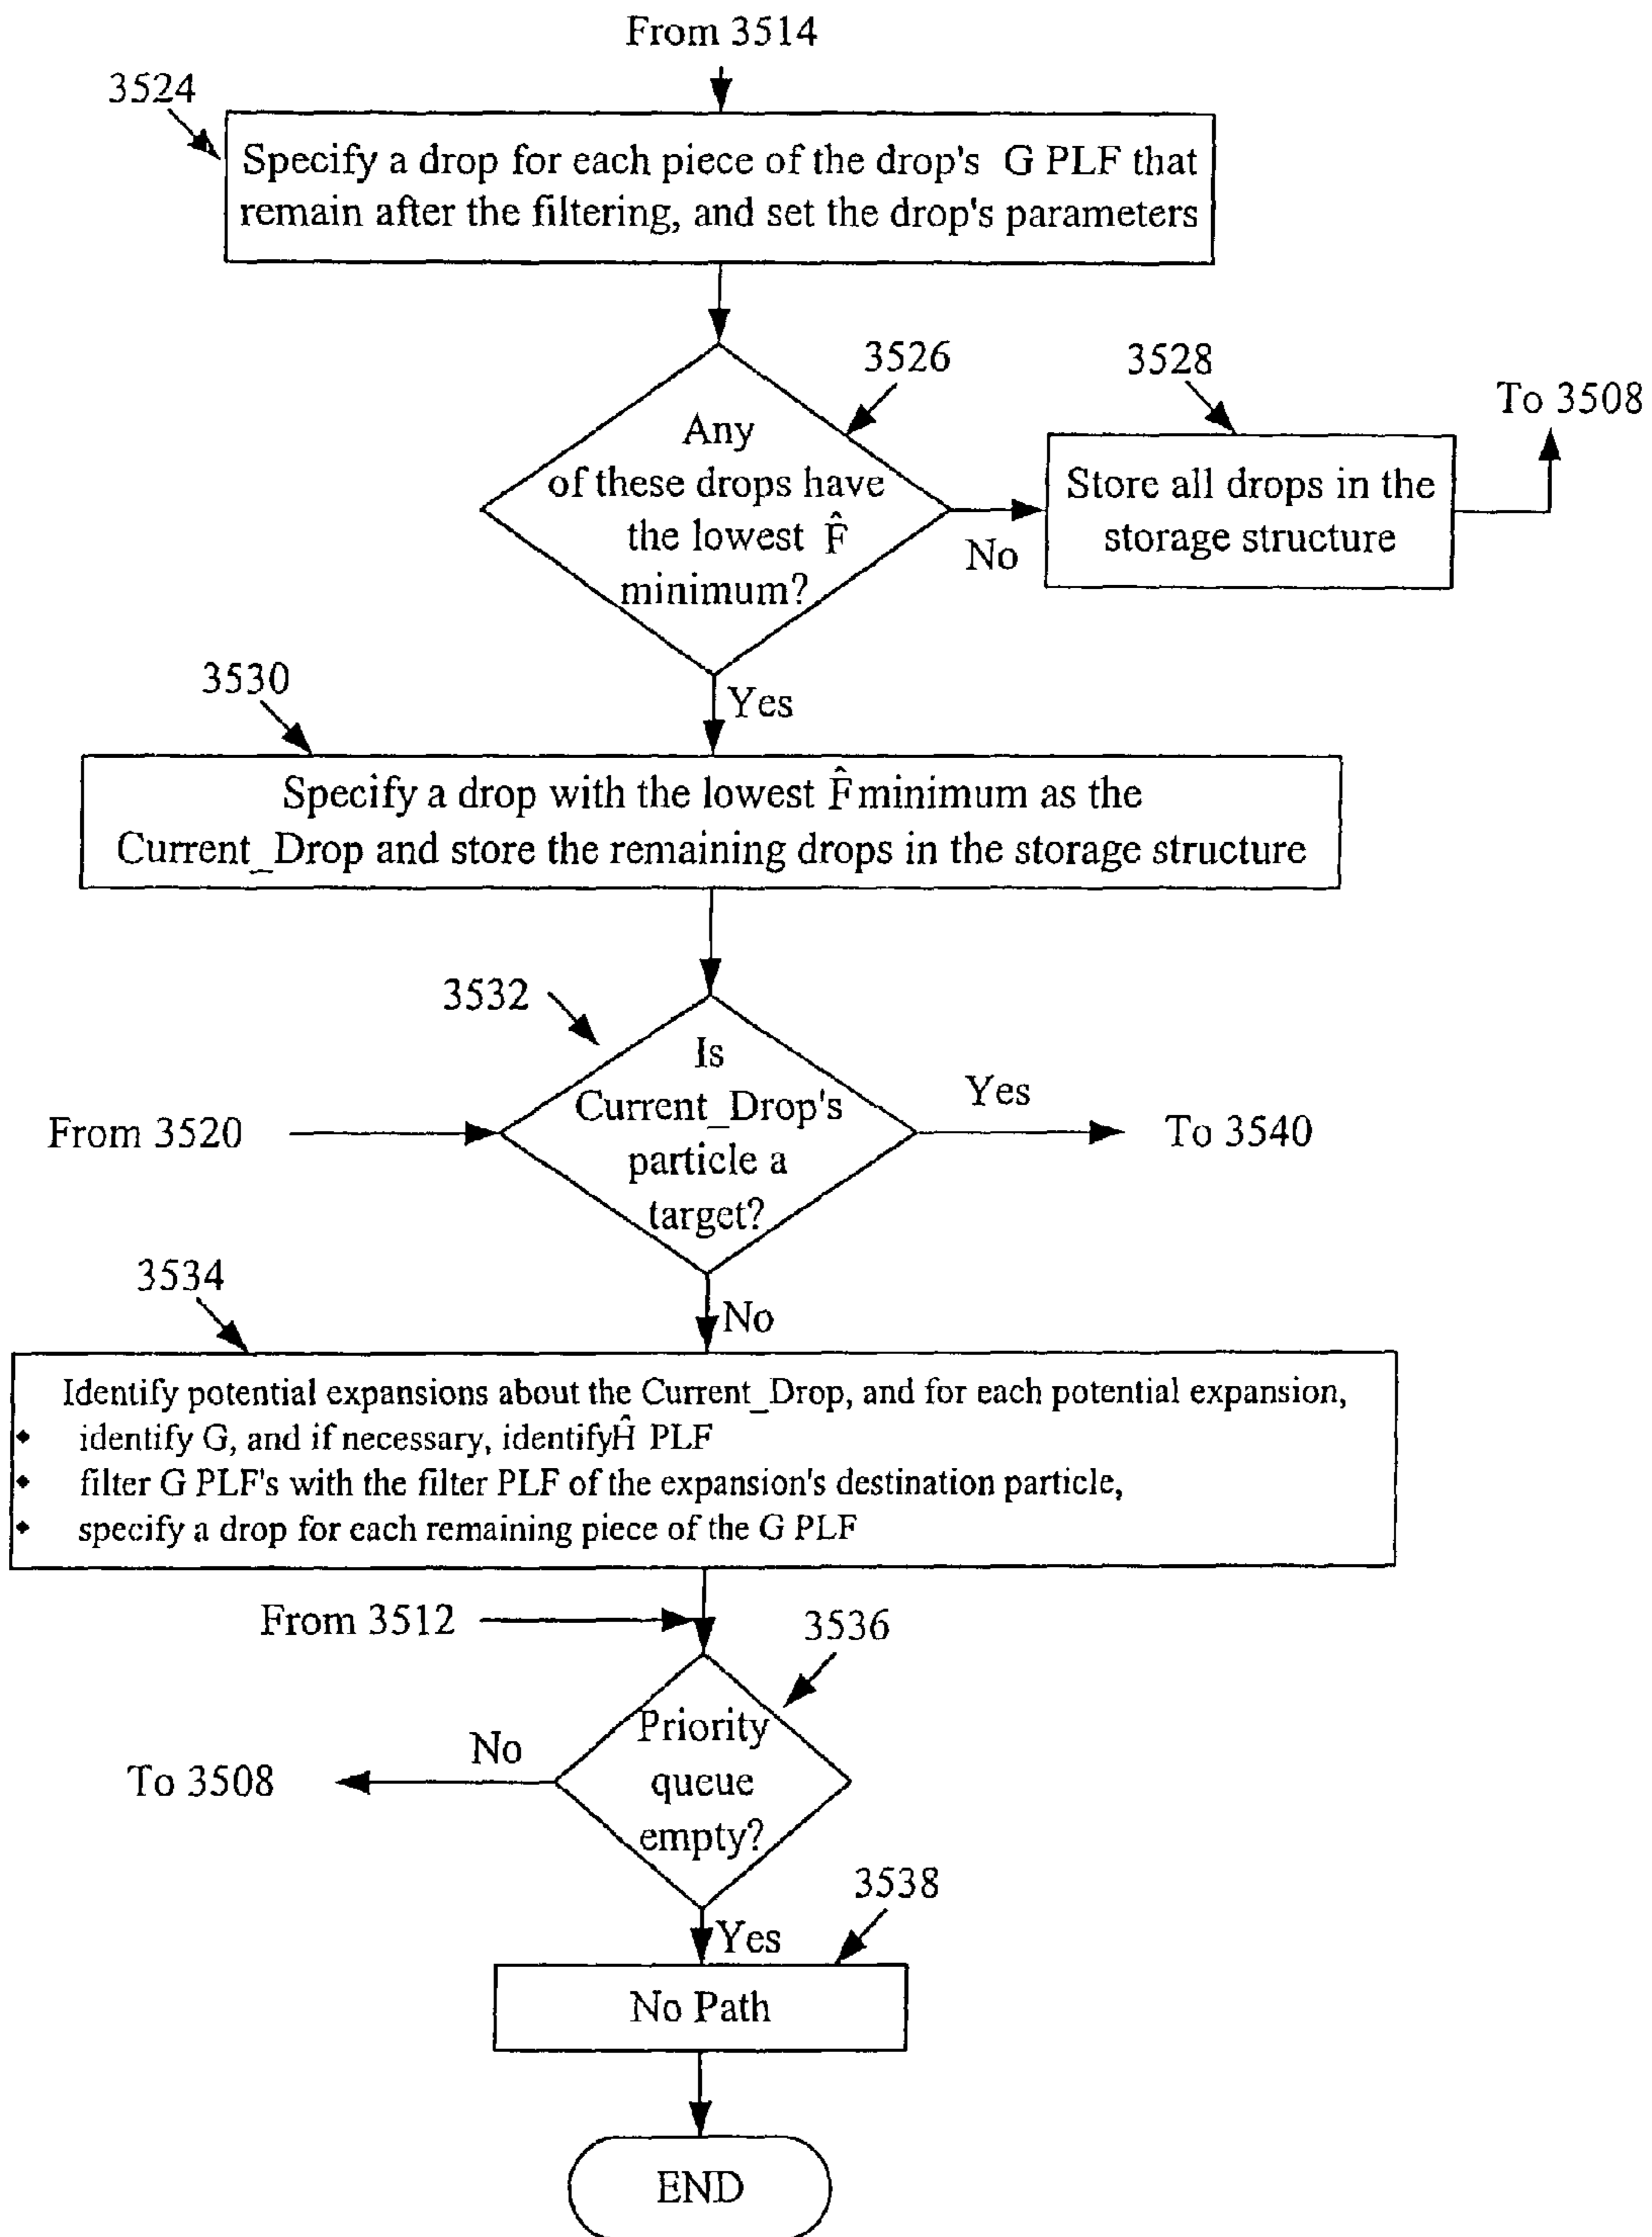 From 3514
3524
Specify a drop for each piece of the drop's G PLF that
remain after the filtering, and set the drop's parameters
3526
3528
To 3508
Any
of these drops have
the lowest F̂
minimum?
No
Store all drops in the
storage structure
3530
Yes
Specify a drop with the lowest F̂ minimum as the
Current_Drop and store the remaining drops in the storage structure
3532
Is
Current_Drop's
particle a
target?
Yes
From 3520
To 3540
3534
No
Identify potential expansions about the Current_Drop, and for each potential expansion,
♦ identify G, and if necessary, identify Ĥ PLF
♦ filter G PLF's with the filter PLF of the expansion's destination particle,
♦ specify a drop for each remaining piece of the G PLF
From 3512
3536
Priority
queue
empty?
No
To 3508
3538
Yes
No Path
END